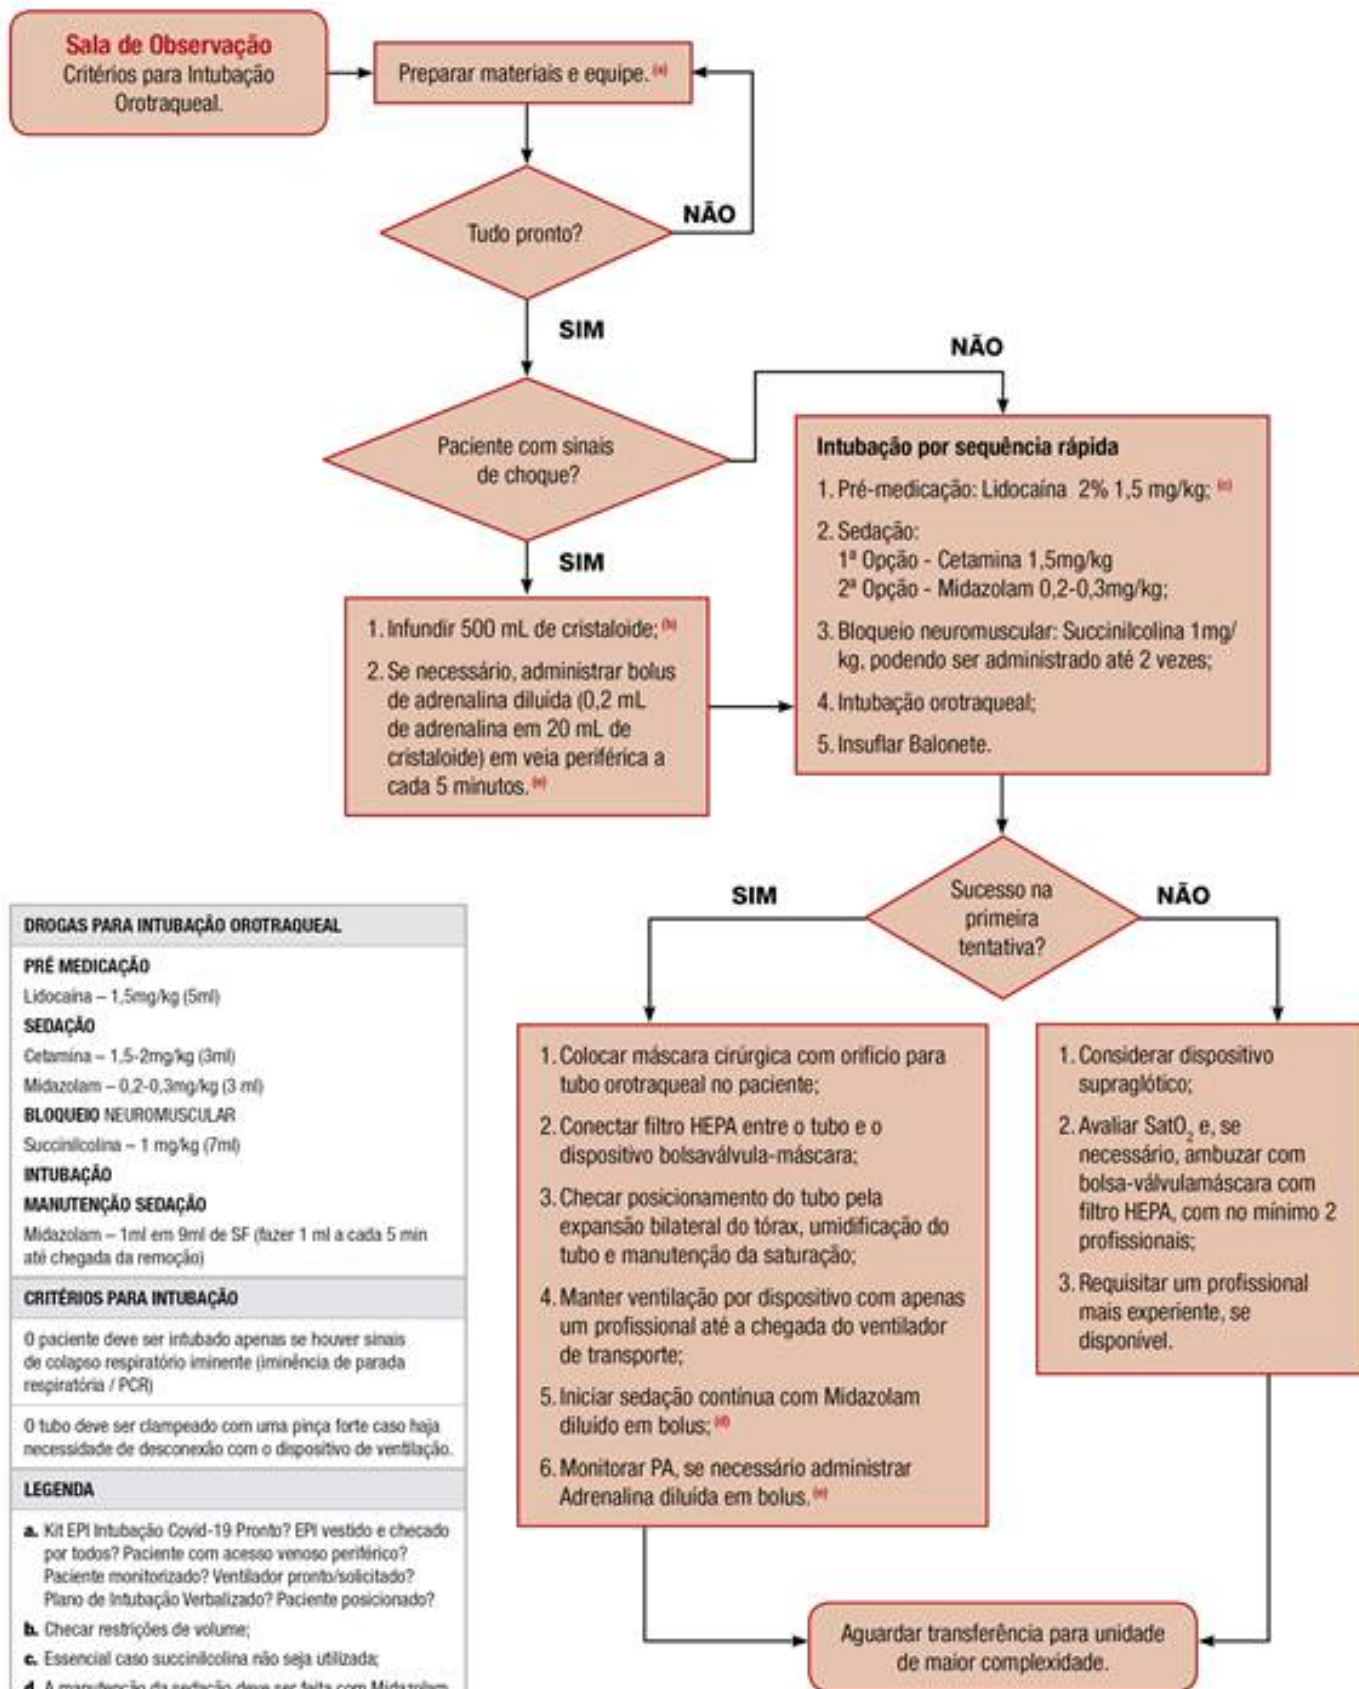 Sala de Observação
Critérios para Intubação
Orotraqueal.
Preparar materiais e equipe. (a)
Tudo pronto?
NÃO
SIM
Paciente com sinais
de choque?
NÃO
SIM
1. Infundir 500 mL de cristaloide; (b)
2. Se necessário, administrar bolus
de adrenalina diluída (0,2 mL
de adrenalina em 20 mL de
cristaloide) em veia periférica a
cada 5 minutos. (e)
Intubação por sequência rápida
1. Pré-medicação: Lidocaína 2% 1,5 mg/kg; (c)
2. Sedação:
1ª Opção - Cetamina 1,5mg/kg
2ª Opção - Midazolam 0,2-0,3mg/kg;
3. Bloqueio neuromuscular: Succinilcolina 1mg/
kg, podendo ser administrado até 2 vezes;
4. Intubação orotraqueal;
5. Insuflar Balonete.
Sucesso na
primeira
tentativa?
SIM
NÃO
1. Colocar máscara cirúrgica com orifício para
tubo orotraqueal no paciente;
2. Conectar filtro HEPA entre o tubo e o
dispositivo bolsaválvula-máscara;
3. Checar posicionamento do tubo pela
expansão bilateral do tórax, umidificação do
tubo e manutenção da saturação;
4. Manter ventilação por dispositivo com apenas
um profissional até a chegada do ventilador
de transporte;
5. Iniciar sedação contínua com Midazolam
diluído em bolus; (d)
6. Monitorar PA, se necessário administrar
Adrenalina diluída em bolus. (e)
1. Considerar dispositivo
supraglótico;
2. Avaliar SatO₂ e, se
necessário, ambuzar com
bolsa-válvulamáscara com
filtro HEPA, com no mínimo 2
profissionais;
3. Requisitar um profissional
mais experiente, se
disponível.
Aguardar transferência para unidade
de maior complexidade.
DROGAS PARA INTUBAÇÃO OROTRAQUEAL
PRÉ MEDICAÇÃO
Lidocaína – 1,5mg/kg (5ml)
SEDAÇÃO
Cetamina – 1,5-2mg/kg (3ml)
Midazolam – 0,2-0,3mg/kg (3 ml)
BLOQUEIO NEUROMUSCULAR
Succinilcolina – 1 mg/kg (7ml)
INTUBAÇÃO
MANUTENÇÃO SEDAÇÃO
Midazolam – 1ml em 9ml de SF (fazer 1 ml a cada 5 min
até chegada da remoção)
CRITÉRIOS PARA INTUBAÇÃO
O paciente deve ser intubado apenas se houver sinais
de colapso respiratório iminente (iminência de parada
respiratória / PCR)
O tubo deve ser clampeado com uma pinça forte caso haja
necessidade de desconexão com o dispositivo de ventilação.
LEGENDA
a. Kit EPI Intubação Covid-19 Pronto? EPI vestido e checado
por todos? Paciente com acesso venoso periférico?
Paciente monitorizado? Ventilador pronto/solicitado?
Plano de Intubação Verbalizado? Paciente posicionado?
b. Checar restrições de volume;
c. Essencial caso succinilcolina não seja utilizada;
d. A manutenção da sedação deve ser feita com Midazolam